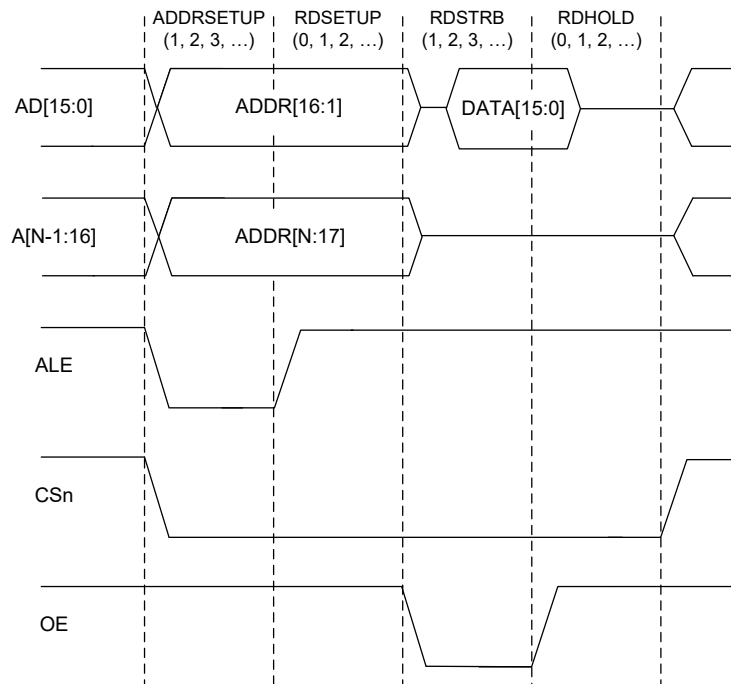 ADDRSETUP RDSETUP RDSTRB RDHOLD
(1, 2, 3, …) (0, 1, 2, …) (1, 2, 3, …) (0, 1, 2, …)
AD[15:0] ADDR[16:1] DATA[15:0]
A[N-1:16] ADDR[N:17]
ALE
CSn
OE